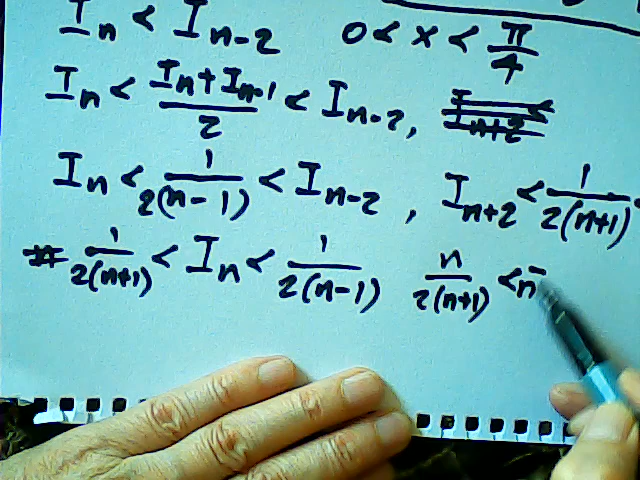 I_n < I_{n-2} 0 < x < π/4
I_n < (I_n + I_{n-1})/2 < I_{n-2},
I_n < 1/(2(n-1)) < I_{n-2}, I_{n+2} < 1/(2(n+1))
1/(2(n+1)) < I_n < 1/(2(n-1)) n/(2(n+1)) < n